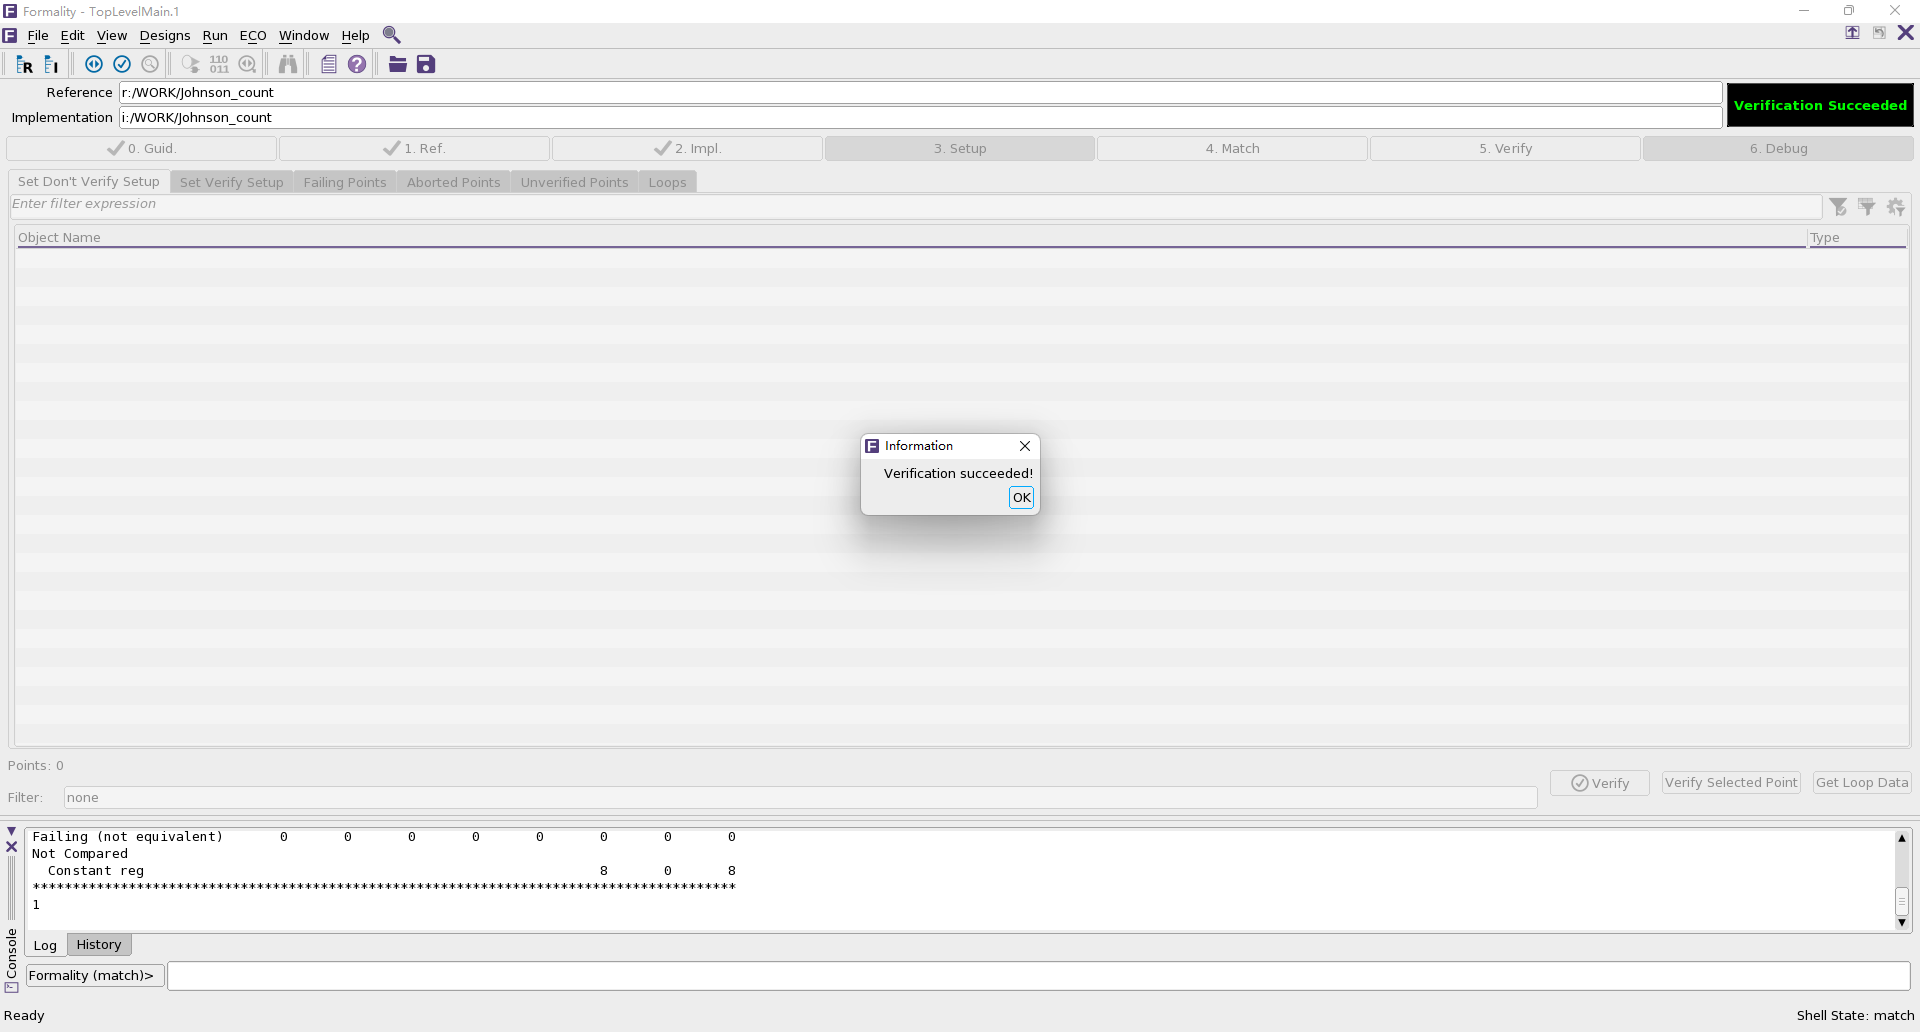 Formality - TopLevelMain.1
File Edit View Designs Run ECO Window Help
R I 110 011
Reference r:/WORK/Johnson_count
Verification Succeeded
Implementation i:/WORK/Johnson_count
0. Guid. 1. Ref. 2. Impl. 3. Setup 4. Match 5. Verify 6. Debug
Set Don't Verify Setup Set Verify Setup Failing Points Aborted Points Unverified Points Loops
Enter filter expression
Object Name Type
Information
Verification succeeded!
OK
Points: 0
Verify Verify Selected Point Get Loop Data
Filter: none
Failing (not equivalent) 0 0 0 0 0 0 0 0
Not Compared
Constant reg 8 0 8
****************************************************************************************
1
Log History
Console
Formality (match)>
Ready Shell State: match